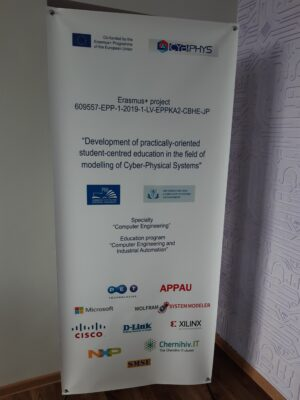 Co-funded by the
Erasmus+ Programme
of the European Union
CYBPHYS
Erasmus+ project
609557-EPP-1-2019-1-LV-EPPKA2-CBHE-JP
"Development of practically-oriented
student-centred education in the field of
modelling of Cyber-Physical Systems"
Specialty
"Computer Engineering"
Education program
"Computer Engineering and
Industrial Automation"
APPAU
Microsoft
WOLFRAM SYSTEM MODELER
CISCO
D-Link
XILINX
NXP
Chernihiv.IT
SMSE